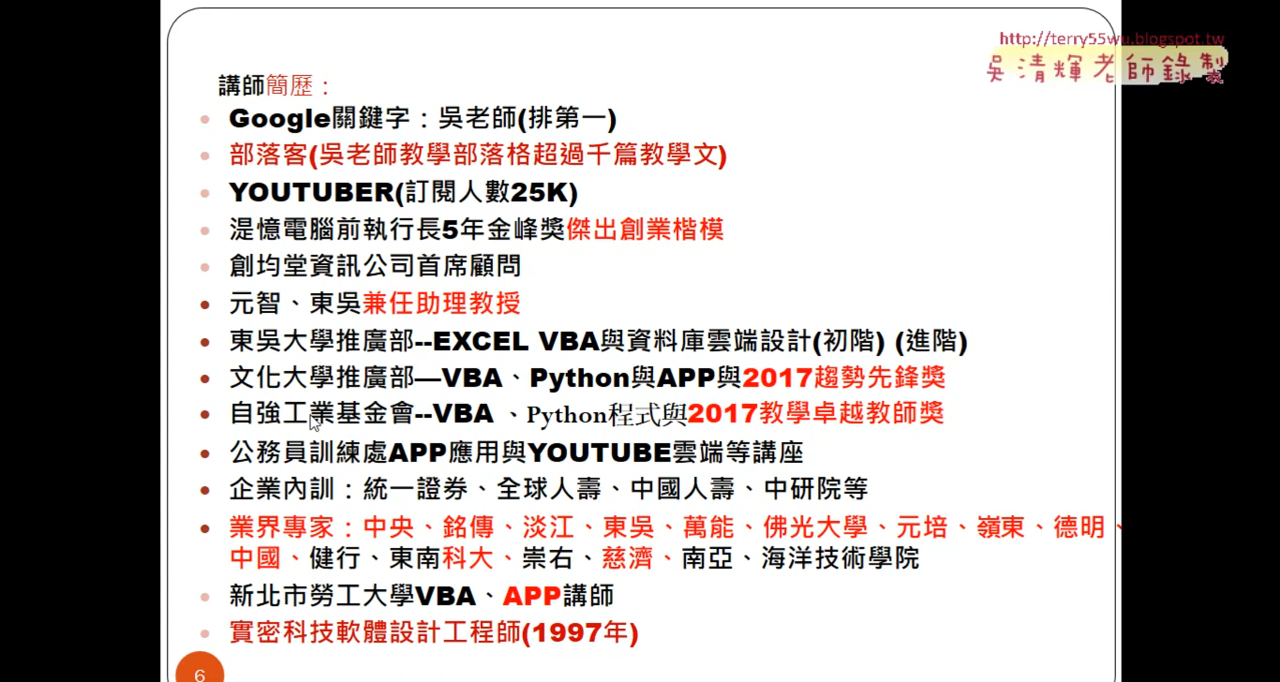 http://terry55wu.blogspot.tw
吳清輝老師錄製
講師簡歷：
Google關鍵字：吳老師(排第一)
部落客(吳老師教學部落格超過千篇教學文)
YOUTUBER(訂閱人數25K)
湜憶電腦前執行長5年金峰獎傑出創業楷模
創均堂資訊公司首席顧問
元智、東吳兼任助理教授
東吳大學推廣部--EXCEL VBA與資料庫雲端設計(初階) (進階)
文化大學推廣部—VBA、Python與APP與2017趨勢先鋒獎
自強工業基金會--VBA 、Python程式與2017教學卓越教師獎
公務員訓練處APP應用與YOUTUBE雲端等講座
企業內訓：統一證券、全球人壽、中國人壽、中研院等
業界專家：中央、銘傳、淡江、東吳、萬能、佛光大學、元培、嶺東、德明、
中國、健行、東南科大、崇右、慈濟、南亞、海洋技術學院
新北市勞工大學VBA、APP講師
實密科技軟體設計工程師(1997年)
6